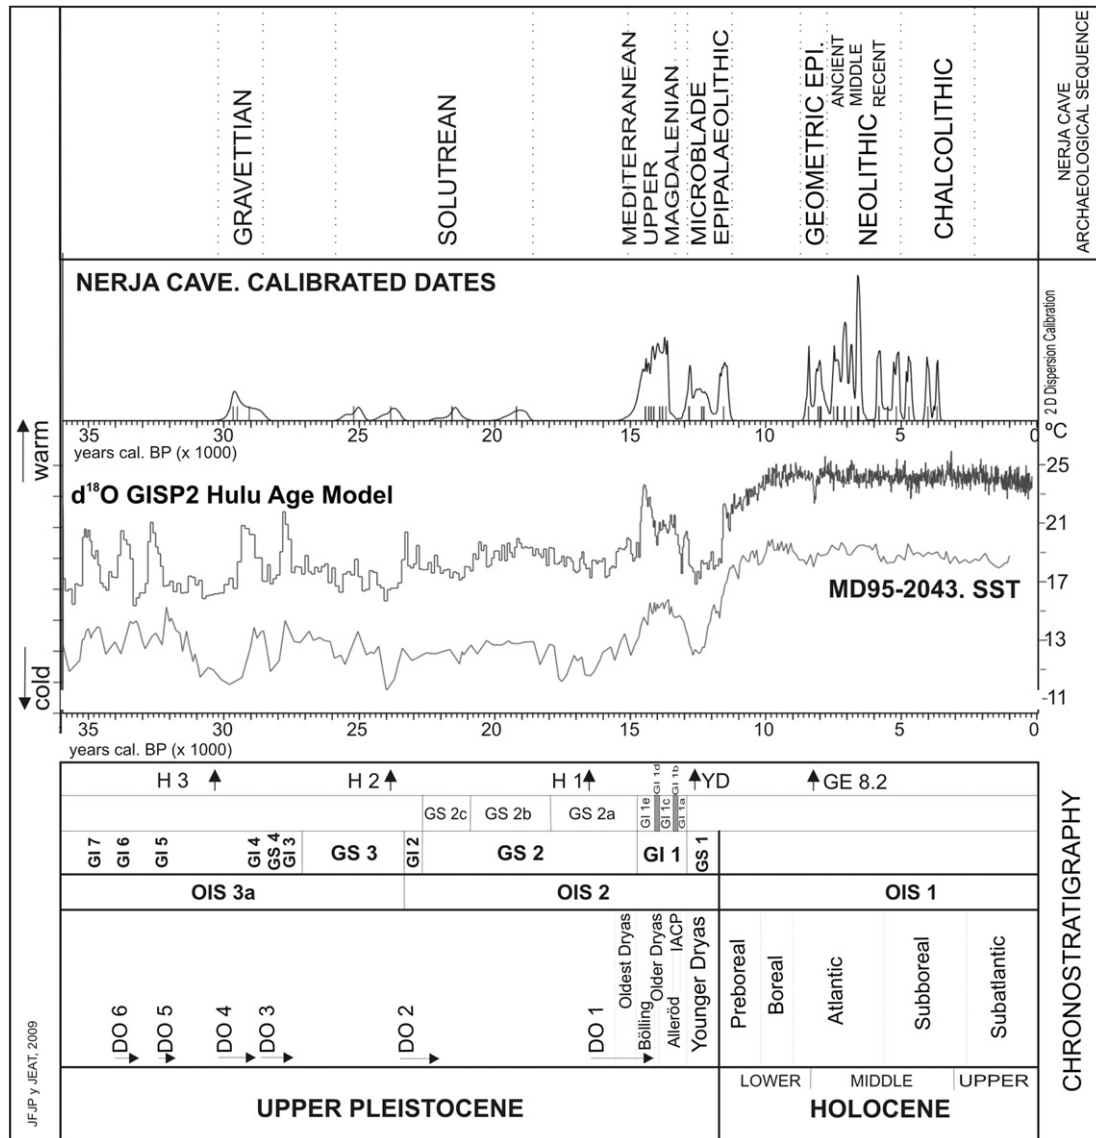 GRAVETTIAN
SOLUTREAN
MEDITERRANEAN
UPPER
MAGDALENIAN
MICROBLADE
EPIPALAEOLITHIC
GEOMETRIC EPI.
ANCIENT
MIDDLE
RECENT
NEOLITHIC
CHALCOLITHIC
NERJA CAVE
ARCHAEOLOGICAL SEQUENCE
NERJA CAVE. CALIBRATED DATES
2 D Dispersion Calibration
35 30 25 20 15 10 5 0
years cal. BP (x 1000)
ºC
warm
d¹⁸O GISP2 Hulu Age Model
25
21
17
MD95-2043. SST
13
11
cold
35 30 25 20 15 10 5 0
years cal. BP (x 1000)
H 3
H 2
H 1
YD
GE 8.2
GS 2c
GS 2b
GS 2a
GI 1e
GI 1d
GI 1c
GI 1b
GI 1a
GI 7
GI 6
GI 5
GI 4
GS 4
GI 3
GS 3
GI 2
GS 2
GI 1
GS 1
OIS 3a
OIS 2
OIS 1
DO 6
DO 5
DO 4
DO 3
DO 2
DO 1
Oldest Dryas
Bölling
Older Dryas
Alleröd
IACP
Younger Dryas
Preboreal
Boreal
Atlantic
Subboreal
Subatlantic
LOWER
MIDDLE
UPPER
UPPER PLEISTOCENE
HOLOCENE
CHRONOSTRATIGRAPHY
JFJP y JEAT, 2009